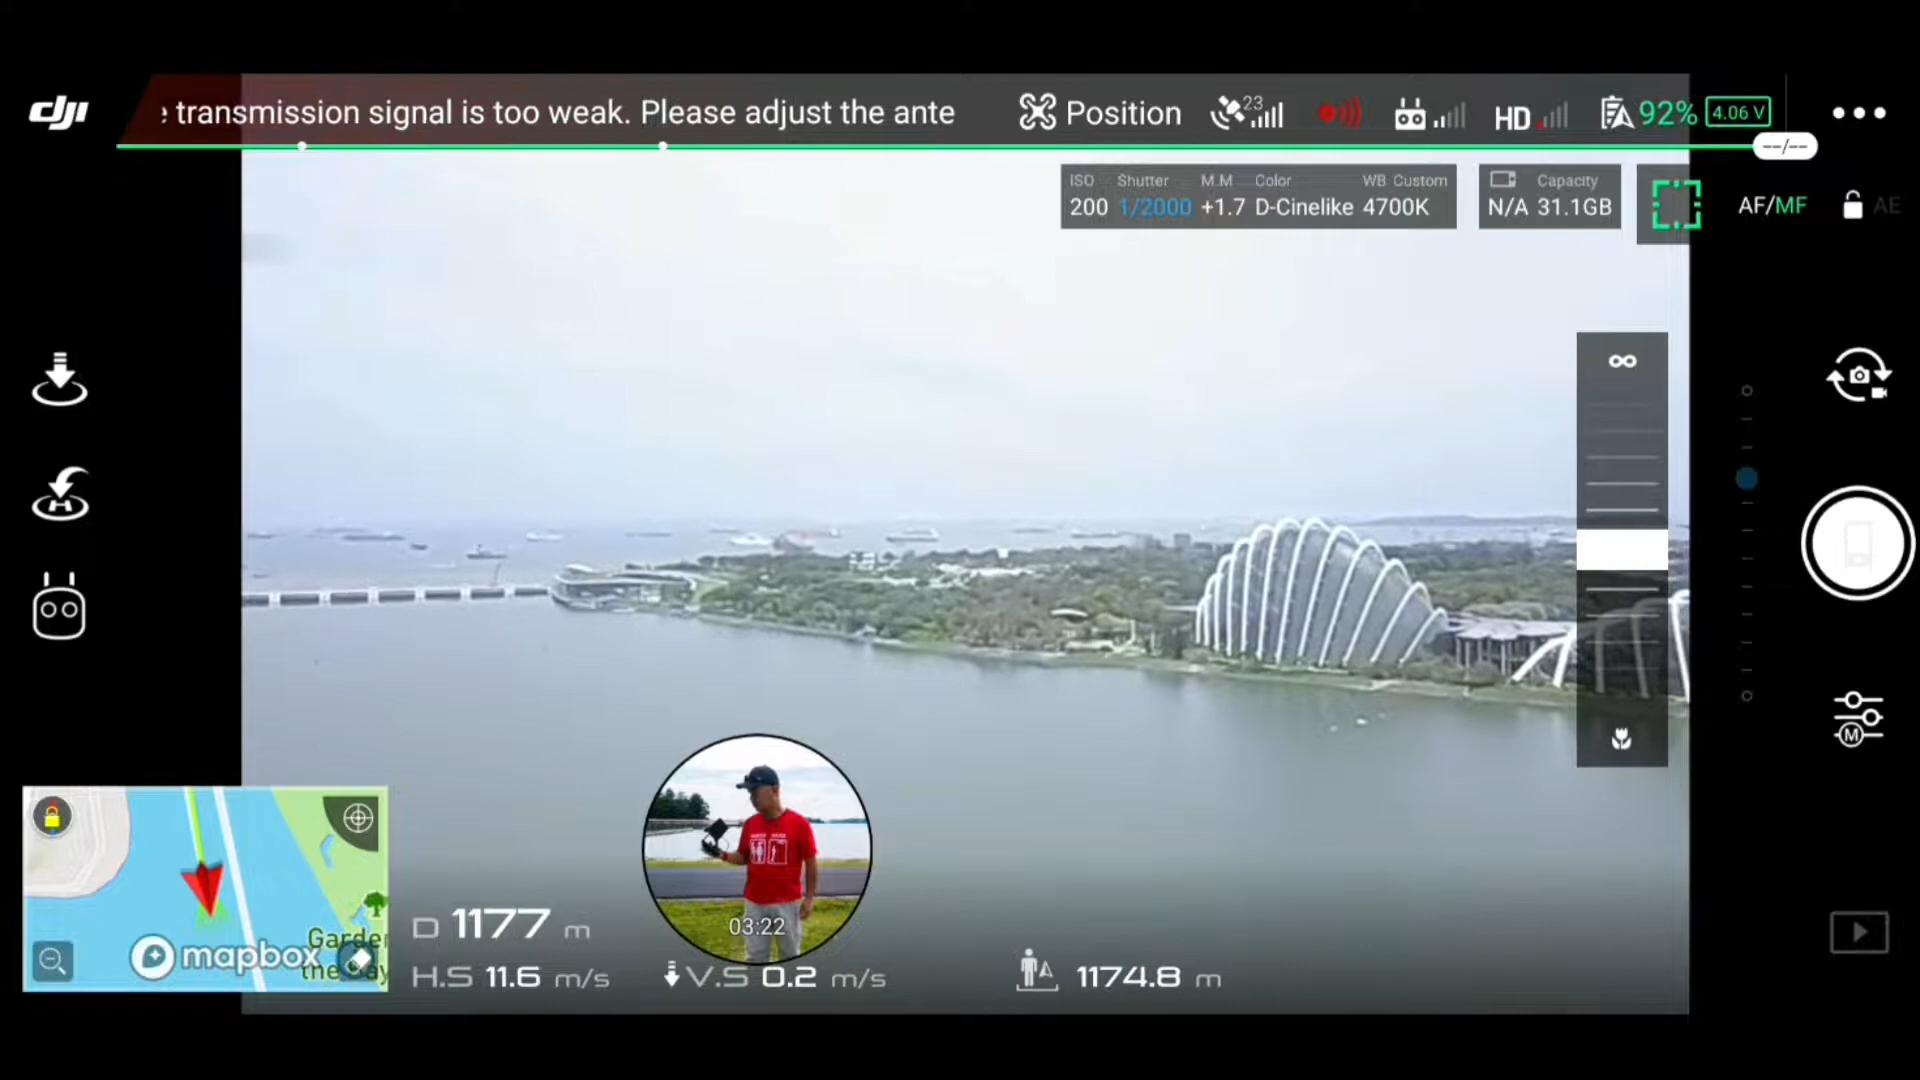 dji
transmission signal is too weak. Please adjust the ante
Position
23
HD
92%
4.06 V
--/--
ISO Shutter M.M Color WB Custom
200 1/2000 +1.7 D-Cinelike 4700K
Capacity
N/A 31.1GB
AF/MF
AE
M
mapbox
D 1177 m
H.S 11.6 m/s
V.S 0.2 m/s
1174.8 m
03:22